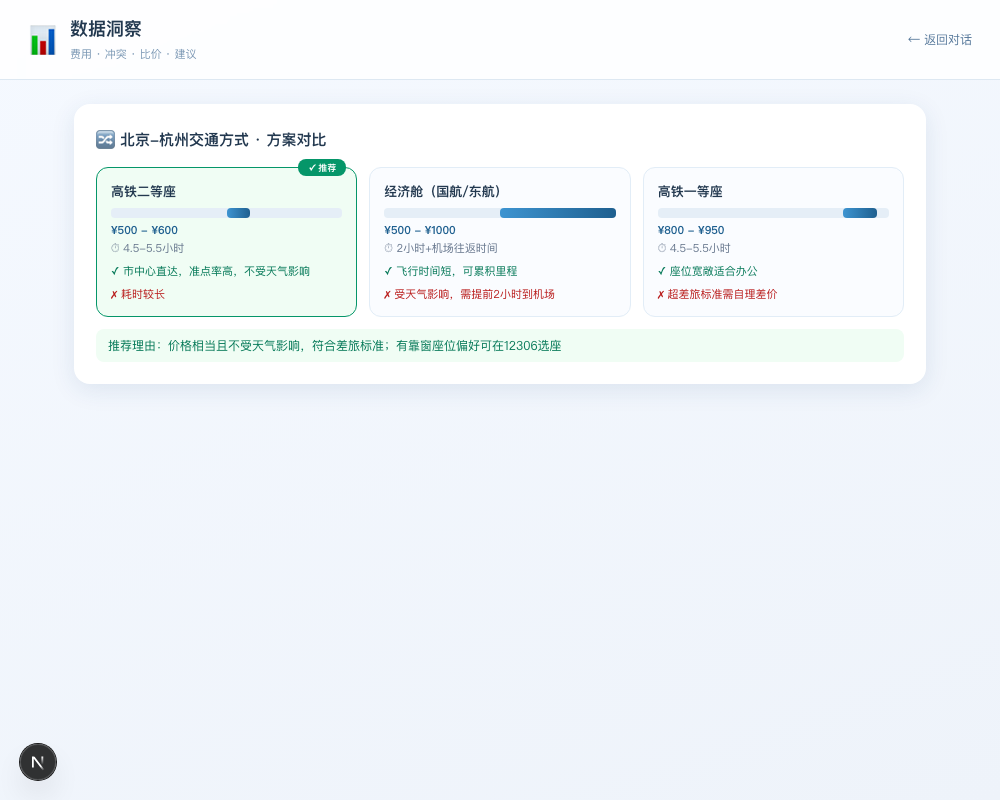 数据洞察
费用 · 冲突 · 比价 · 建议
← 返回对话
北京–杭州交通方式 · 方案对比
✓ 推荐
高铁二等座
¥500 – ¥600
4.5–5.5小时
✓ 市中心直达，准点率高，不受天气影响
✗ 耗时较长
经济舱（国航/东航）
¥500 – ¥1000
2小时+机场往返时间
✓ 飞行时间短，可累积里程
✗ 受天气影响，需提前2小时到机场
高铁一等座
¥800 – ¥950
4.5–5.5小时
✓ 座位宽敞适合办公
✗ 超差旅标准需自理差价
推荐理由：价格相当且不受天气影响，符合差旅标准；有靠窗座位偏好可在12306选座
N